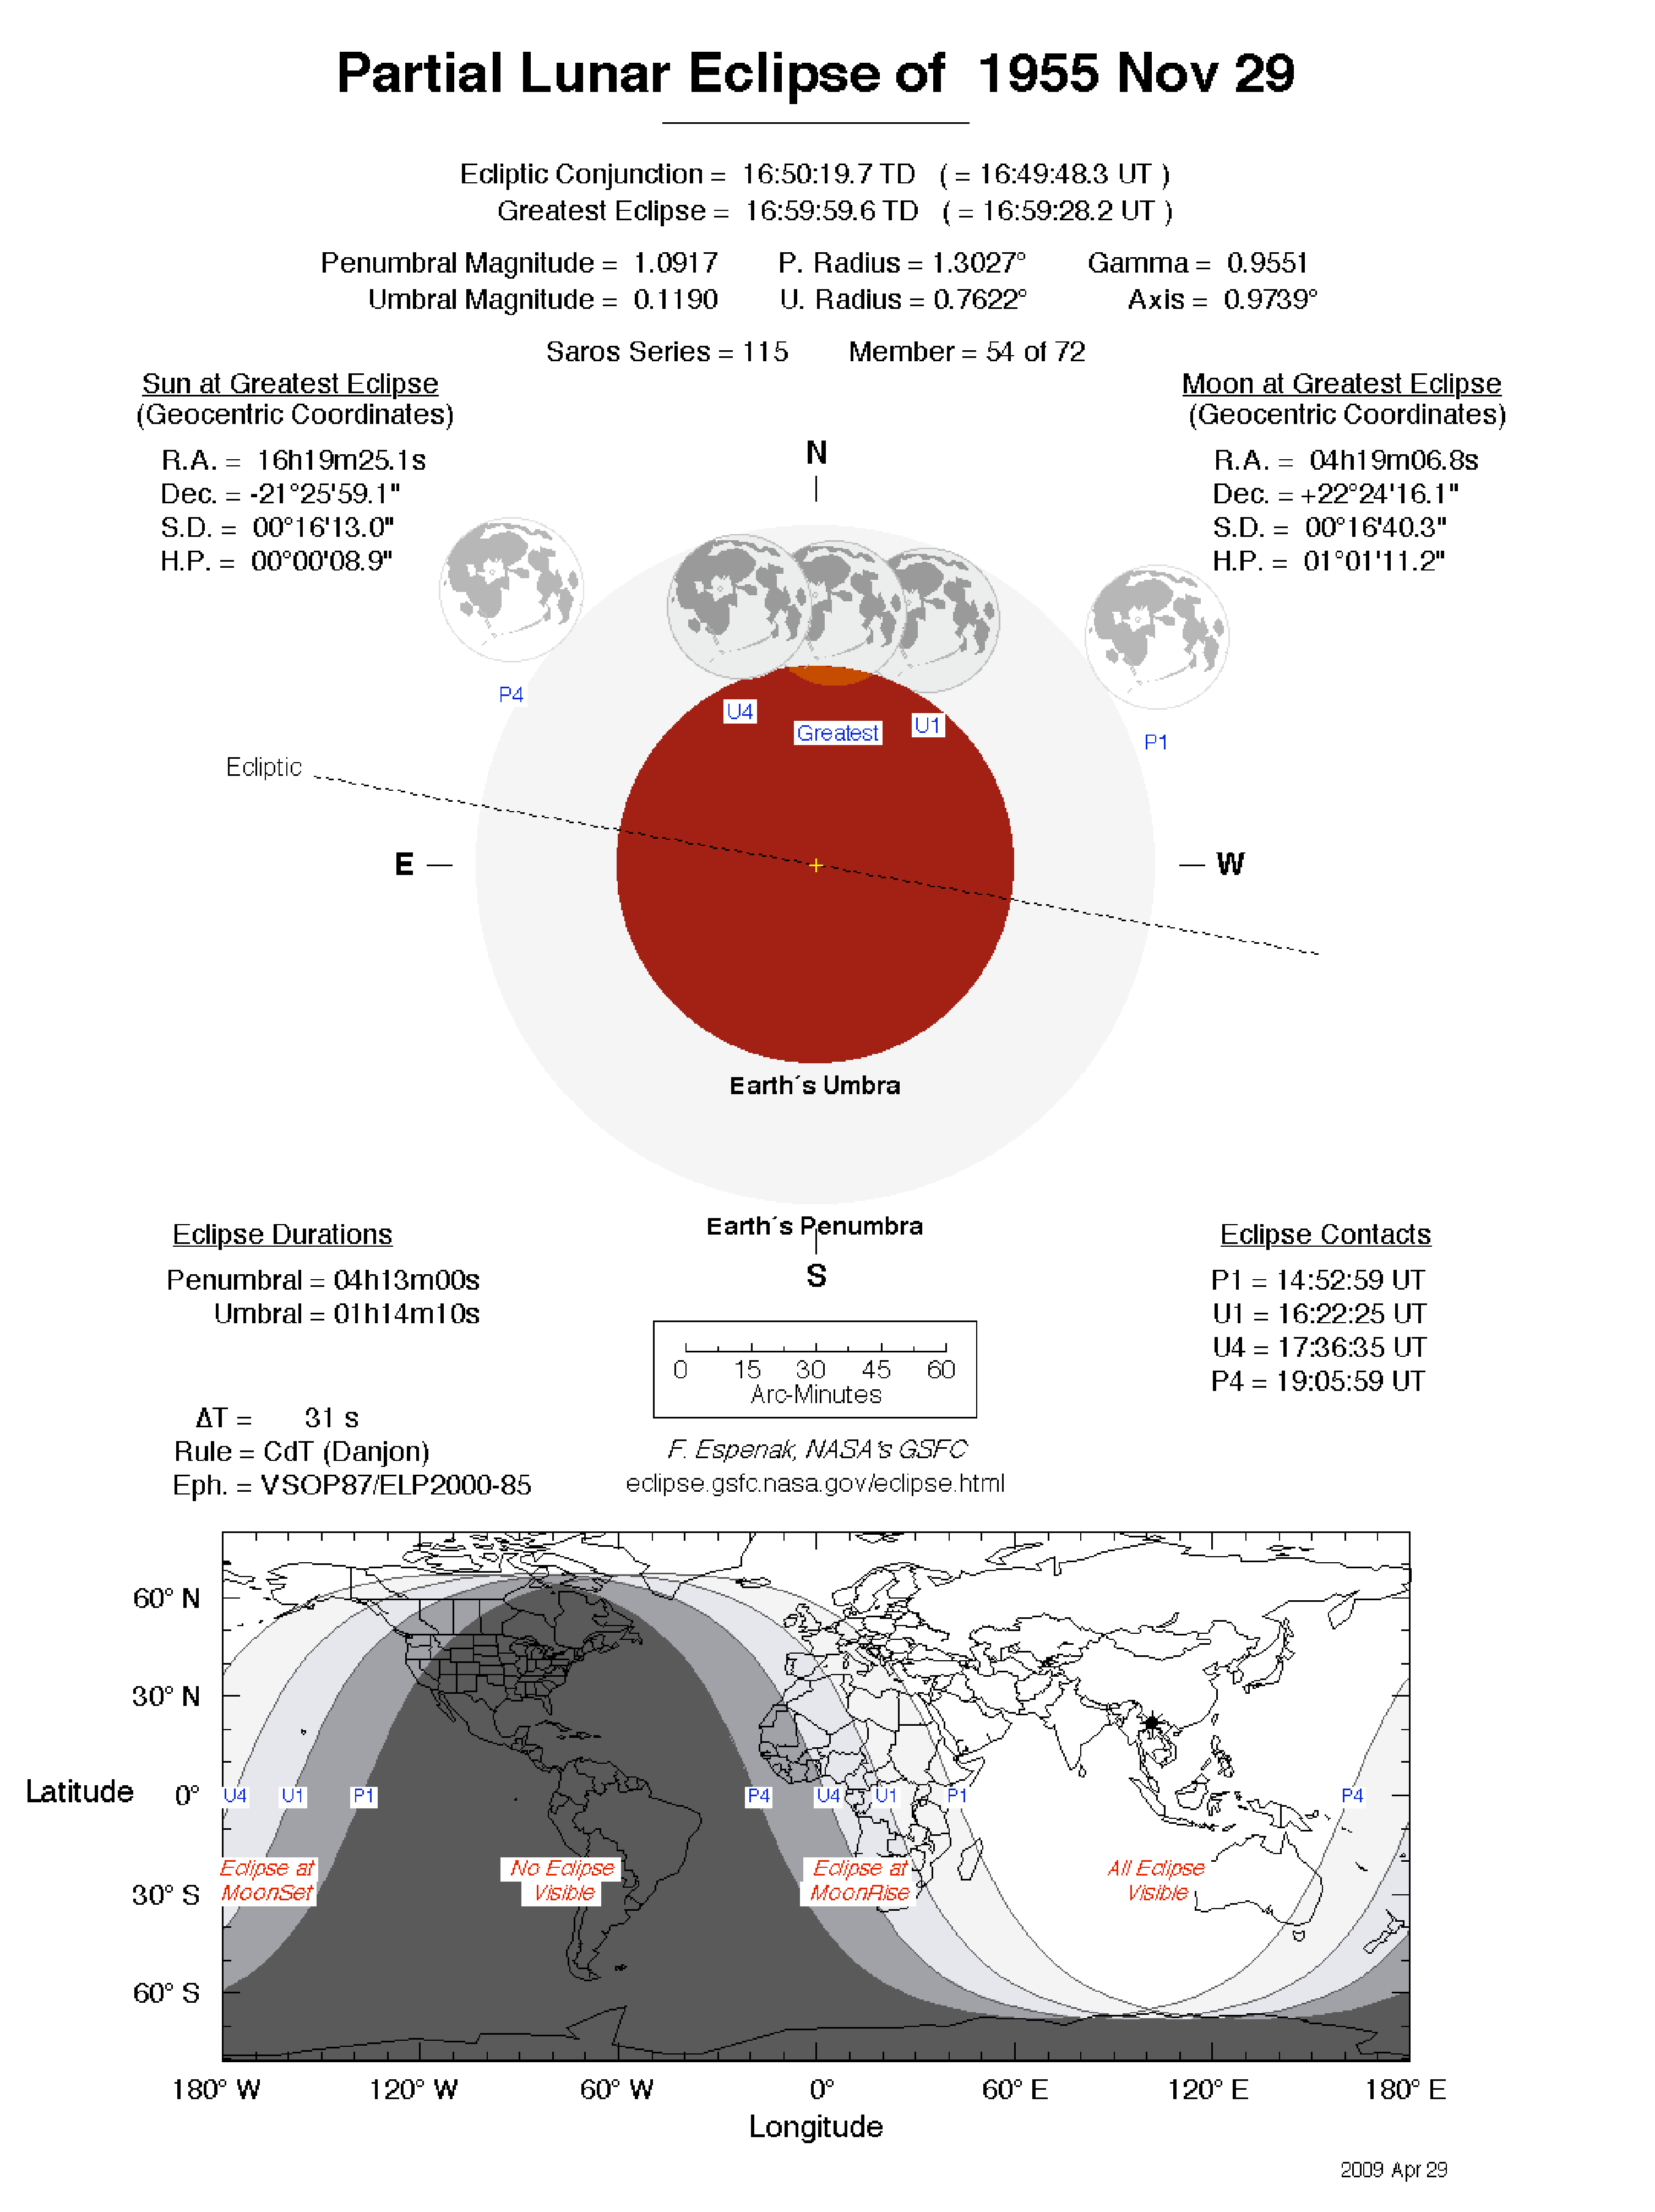 Partial Lunar Eclipse of 1955 Nov 29
Ecliptic Conjunction = 16:50:19.7 TD ( = 16:49:48.3 UT )
Greatest Eclipse = 16:59:59.6 TD ( = 16:59:28.2 UT )
Penumbral Magnitude = 1.0917 P. Radius = 1.3027° Gamma = 0.9551
Umbral Magnitude = 0.1190 U. Radius = 0.7622° Axis = 0.9739°
Saros Series = 115 Member = 54 of 72
Sun at Greatest Eclipse
(Geocentric Coordinates)
R.A. = 16h19m25.1s
Dec. = -21°25'59.1"
S.D. = 00°16'13.0"
H.P. = 00°00'08.9"
Moon at Greatest Eclipse
(Geocentric Coordinates)
R.A. = 04h19m06.8s
Dec. = +22°24'16.1"
S.D. = 00°16'40.3"
H.P. = 01°01'11.2"
N
P4
U4
Greatest
U1
P1
Ecliptic
E
W
Earth´s Umbra
Earth´s Penumbra
S
Eclipse Durations
Penumbral = 04h13m00s
Umbral = 01h14m10s
Eclipse Contacts
P1 = 14:52:59 UT
U1 = 16:22:25 UT
U4 = 17:36:35 UT
P4 = 19:05:59 UT
0 15 30 45 60
Arc-Minutes
ΔT = 31 s
Rule = CdT (Danjon)
Eph. = VSOP87/ELP2000-85
F. Espenak, NASA's GSFC
eclipse.gsfc.nasa.gov/eclipse.html
60° N
30° N
Latitude 0°
30° S
60° S
U4 U1 P1 P4 U4 U1 P1 P4
Eclipse at
MoonSet
No Eclipse
Visible
Eclipse at
MoonRise
All Eclipse
Visible
180° W 120° W 60° W 0° 60° E 120° E 180° E
Longitude
2009 Apr 29